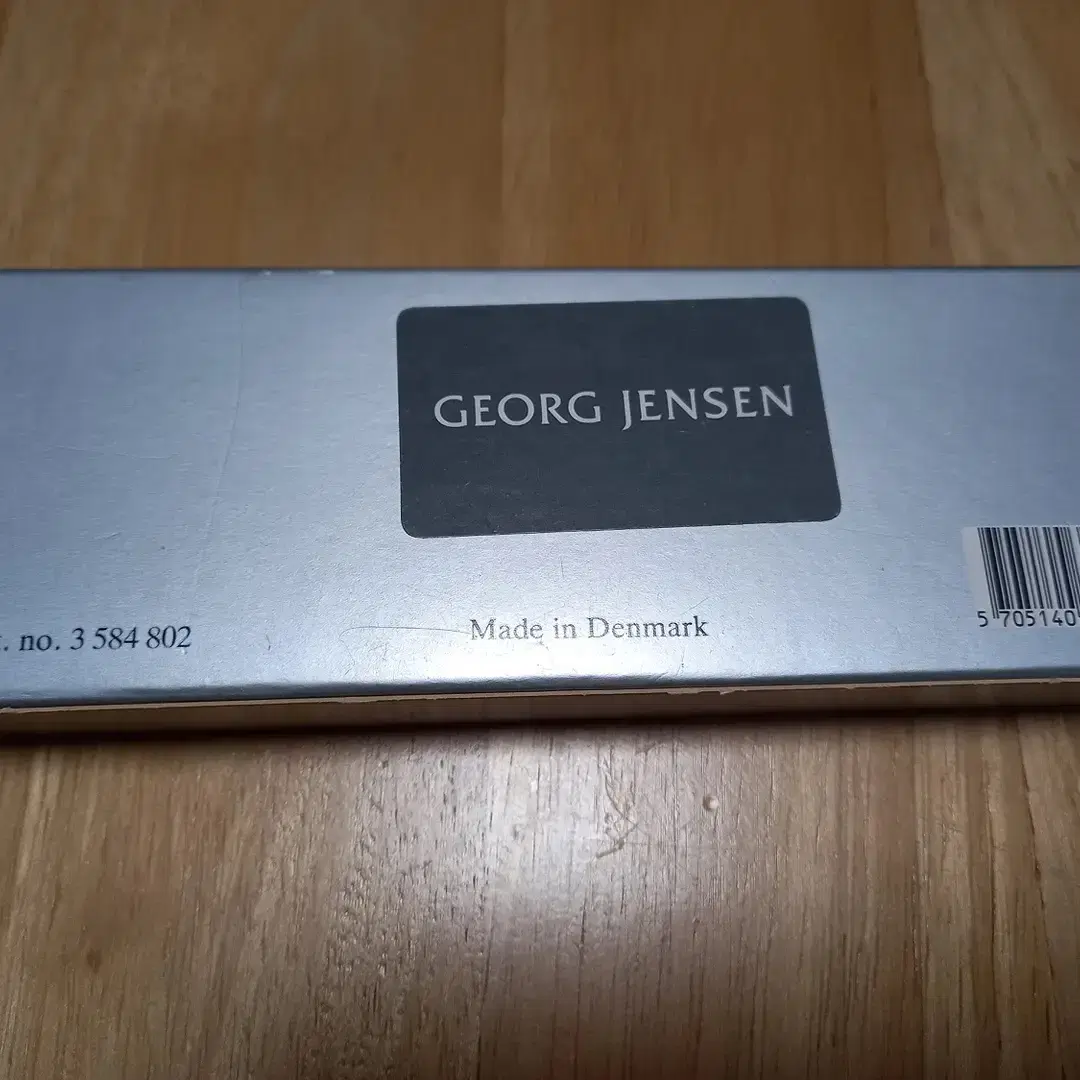 GEORG JENSEN
. no. 3 584 802
Made in Denmark
5 705140